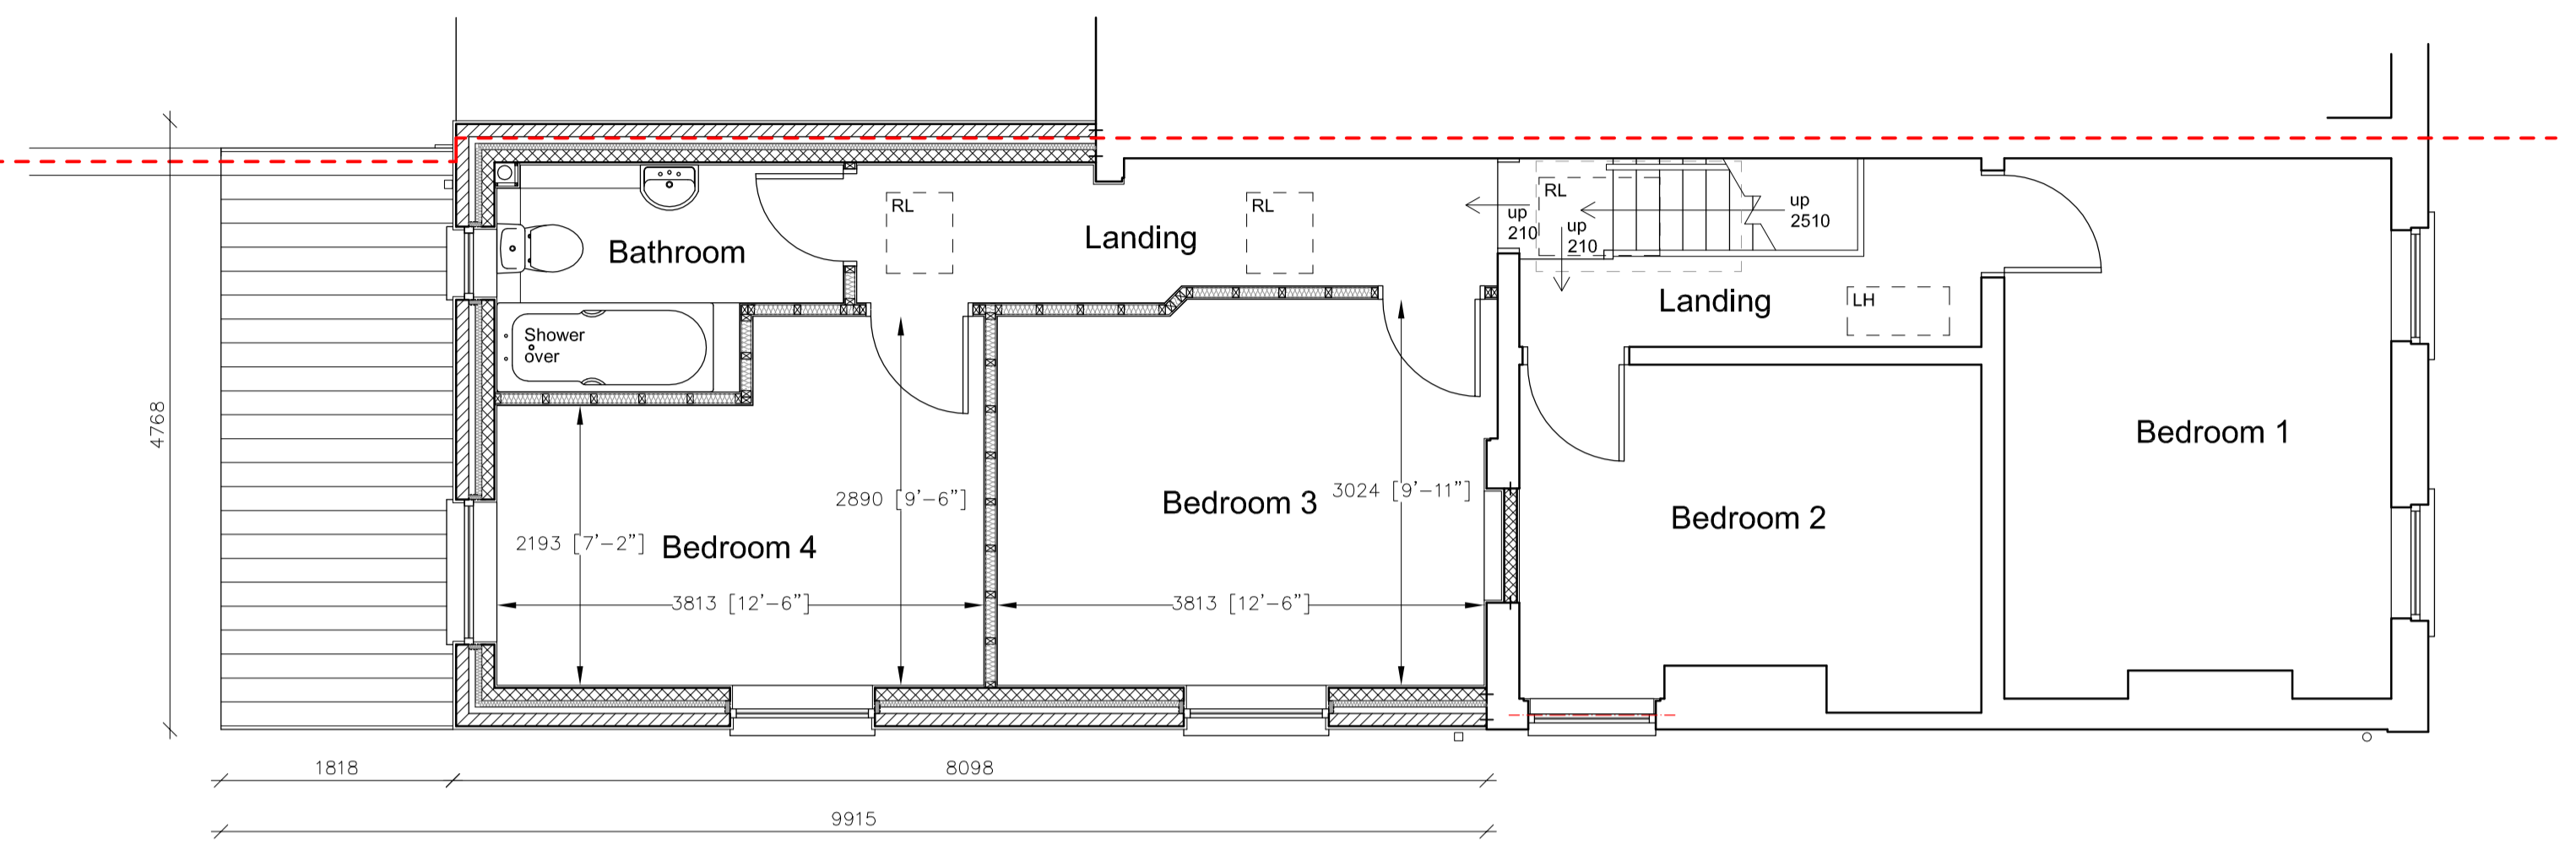 RL
RL
RL
up
2510
up
210
up
210
Bathroom
Landing
Landing
LH
Shower
over
4768
Bedroom 1
2890 [9'-6"]
Bedroom 3
3024 [9'-11"]
Bedroom 2
2193 [7'-2"]
Bedroom 4
3813 [12'-6"]
3813 [12'-6"]
1818
8098
9915